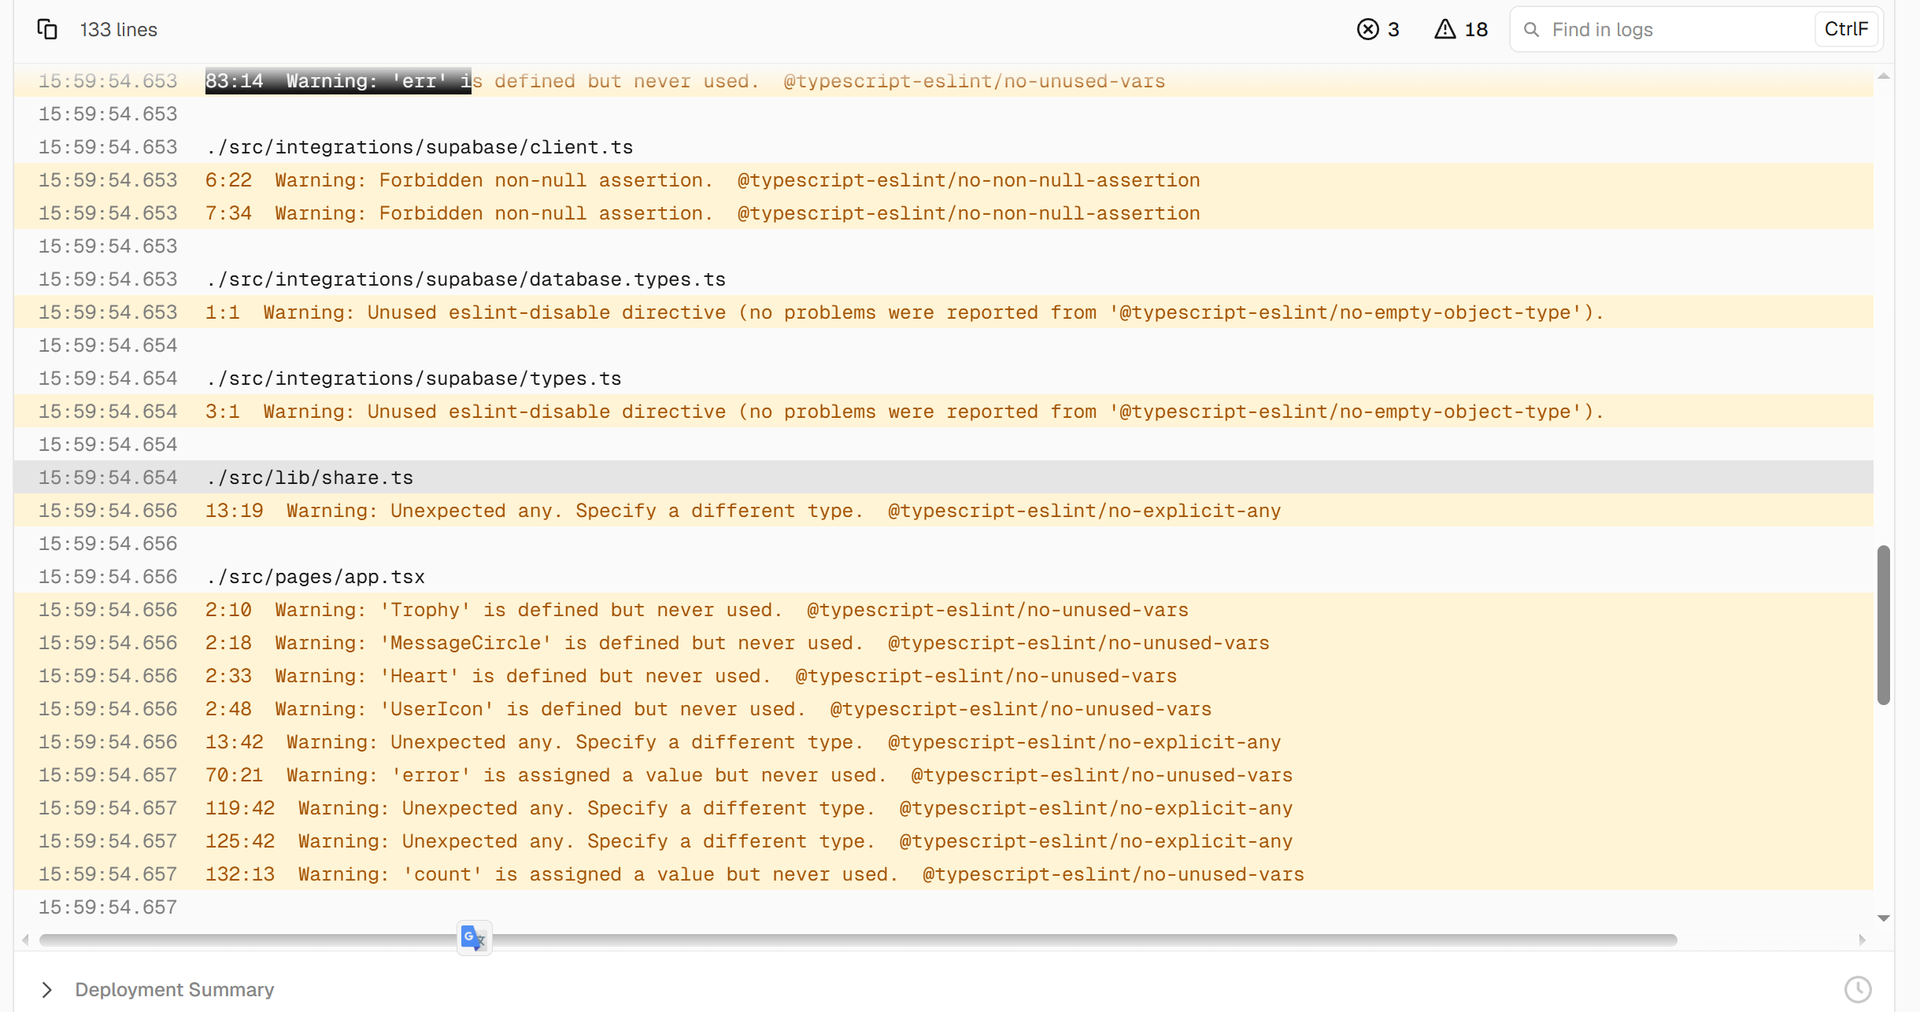 133 lines
3
18
Find in logs
CtrlF
15:59:54.653 83:14 Warning: 'err' is defined but never used. @typescript-eslint/no-unused-vars
15:59:54.653
15:59:54.653 ./src/integrations/supabase/client.ts
15:59:54.653 6:22 Warning: Forbidden non-null assertion. @typescript-eslint/no-non-null-assertion
15:59:54.653 7:34 Warning: Forbidden non-null assertion. @typescript-eslint/no-non-null-assertion
15:59:54.653
15:59:54.653 ./src/integrations/supabase/database.types.ts
15:59:54.653 1:1 Warning: Unused eslint-disable directive (no problems were reported from '@typescript-eslint/no-empty-object-type').
15:59:54.654
15:59:54.654 ./src/integrations/supabase/types.ts
15:59:54.654 3:1 Warning: Unused eslint-disable directive (no problems were reported from '@typescript-eslint/no-empty-object-type').
15:59:54.654
15:59:54.654 ./src/lib/share.ts
15:59:54.656 13:19 Warning: Unexpected any. Specify a different type. @typescript-eslint/no-explicit-any
15:59:54.656
15:59:54.656 ./src/pages/app.tsx
15:59:54.656 2:10 Warning: 'Trophy' is defined but never used. @typescript-eslint/no-unused-vars
15:59:54.656 2:18 Warning: 'MessageCircle' is defined but never used. @typescript-eslint/no-unused-vars
15:59:54.656 2:33 Warning: 'Heart' is defined but never used. @typescript-eslint/no-unused-vars
15:59:54.656 2:48 Warning: 'UserIcon' is defined but never used. @typescript-eslint/no-unused-vars
15:59:54.656 13:42 Warning: Unexpected any. Specify a different type. @typescript-eslint/no-explicit-any
15:59:54.657 70:21 Warning: 'error' is assigned a value but never used. @typescript-eslint/no-unused-vars
15:59:54.657 119:42 Warning: Unexpected any. Specify a different type. @typescript-eslint/no-explicit-any
15:59:54.657 125:42 Warning: Unexpected any. Specify a different type. @typescript-eslint/no-explicit-any
15:59:54.657 132:13 Warning: 'count' is assigned a value but never used. @typescript-eslint/no-unused-vars
15:59:54.657
Deployment Summary